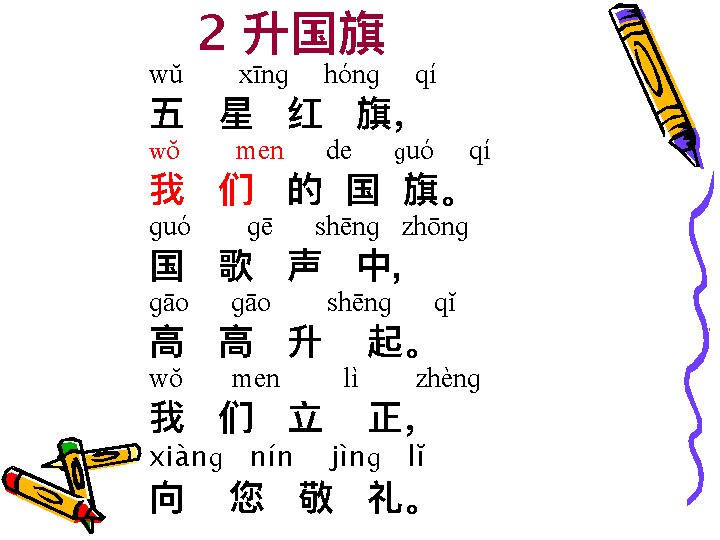 2 升国旗
wǔ xīng hóng qí
五 星 红 旗，
wǒ men de guó qí
我 们 的 国 旗。
guó gē shēng zhōng
国 歌 声 中，
gāo gāo shēng qǐ
高 高 升 起。
wǒ men lì zhèng
我 们 立 正，
xiàng nín jìng lǐ
向 您 敬 礼。